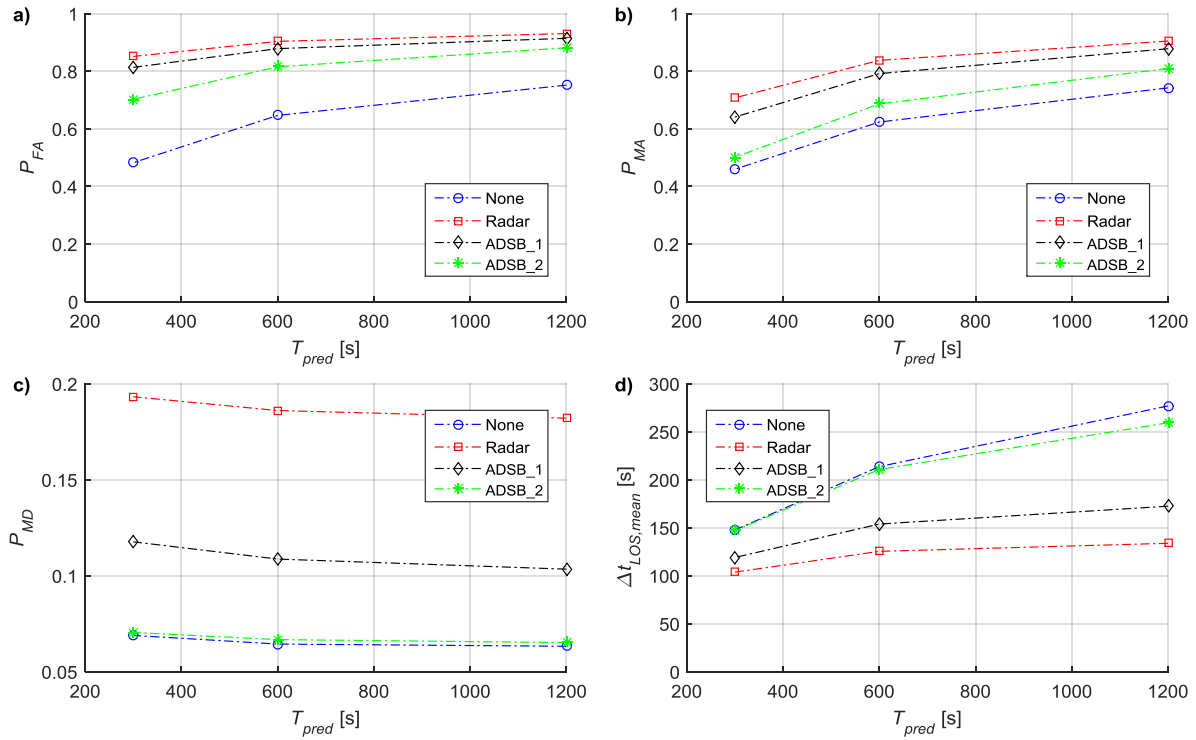 a)
1
0.8
0.6
0.4
0.2
0
P_FA
None
Radar
ADSB_1
ADSB_2
200 400 600 800 1000 1200
T_pred [s]
b)
1
0.8
0.6
0.4
0.2
0
P_MA
None
Radar
ADSB_1
ADSB_2
200 400 600 800 1000 1200
T_pred [s]
c)
0.2
0.15
0.1
0.05
P_MD
None
Radar
ADSB_1
ADSB_2
200 400 600 800 1000 1200
T_pred [s]
d)
300
250
200
150
100
50
0
Δt_LOS,mean [s]
None
Radar
ADSB_1
ADSB_2
200 400 600 800 1000 1200
T_pred [s]